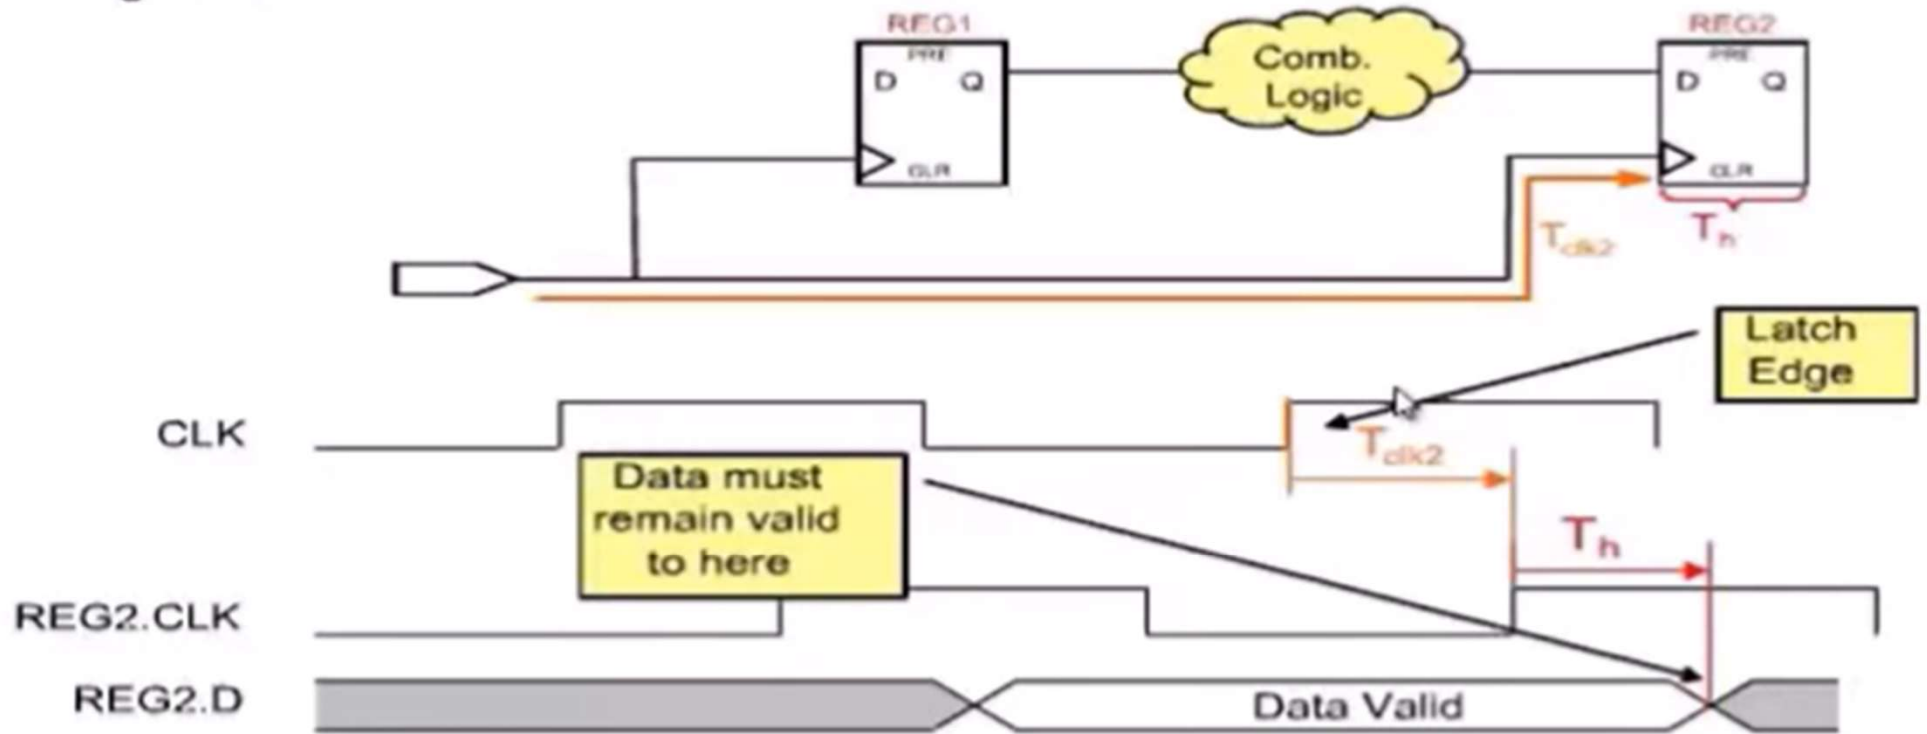 REG1
REG2
PRE
PRE
D Q
Comb.
Logic
D Q
CLR
CLR
Tclk2
Th
Latch
Edge
CLK
Tclk2
Data must
remain valid
to here
Th
REG2.CLK
REG2.D
Data Valid